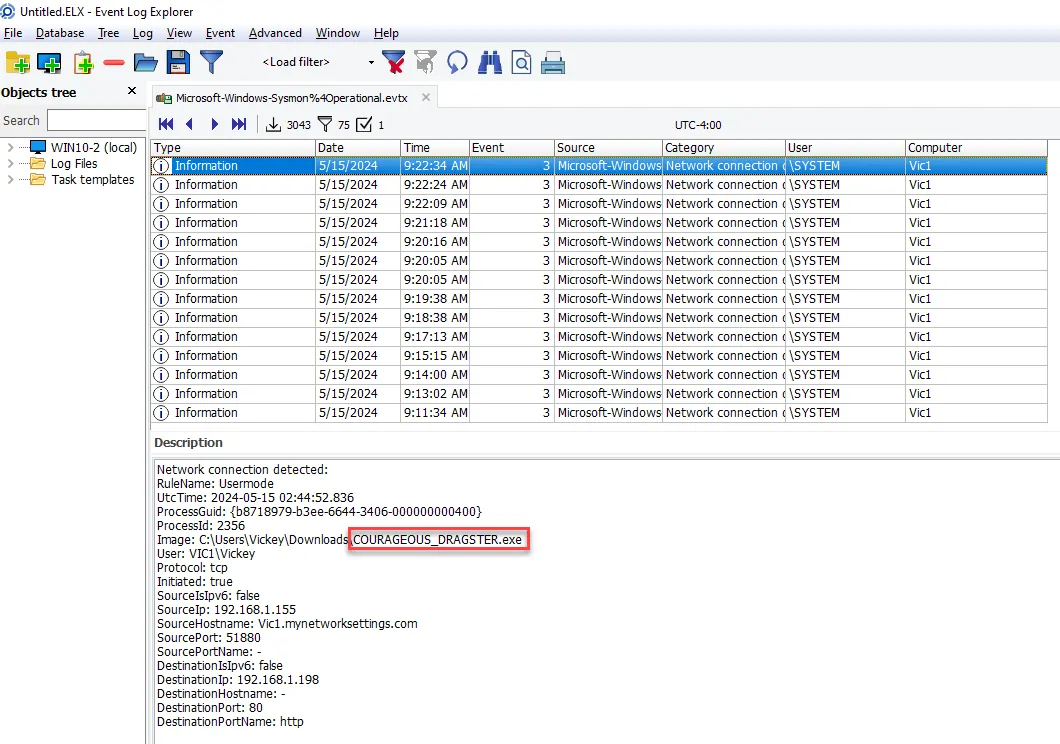 Untitled.ELX - Event Log Explorer
File Database Tree Log View Event Advanced Window Help
<Load filter>
Objects tree ×
Search
WIN10-2 (local)
Log Files
Task templates
Microsoft-Windows-Sysmon%4Operational.evtx ×
3043 75 1 UTC-4:00
Type Date Time Event Source Category User Computer
Information 5/15/2024 9:22:34 AM 3 Microsoft-Windows Network connection \SYSTEM Vic1
Information 5/15/2024 9:22:24 AM 3 Microsoft-Windows Network connection \SYSTEM Vic1
Information 5/15/2024 9:22:09 AM 3 Microsoft-Windows Network connection \SYSTEM Vic1
Information 5/15/2024 9:21:18 AM 3 Microsoft-Windows Network connection \SYSTEM Vic1
Information 5/15/2024 9:20:16 AM 3 Microsoft-Windows Network connection \SYSTEM Vic1
Information 5/15/2024 9:20:05 AM 3 Microsoft-Windows Network connection \SYSTEM Vic1
Information 5/15/2024 9:20:05 AM 3 Microsoft-Windows Network connection \SYSTEM Vic1
Information 5/15/2024 9:19:38 AM 3 Microsoft-Windows Network connection \SYSTEM Vic1
Information 5/15/2024 9:18:38 AM 3 Microsoft-Windows Network connection \SYSTEM Vic1
Information 5/15/2024 9:17:13 AM 3 Microsoft-Windows Network connection \SYSTEM Vic1
Information 5/15/2024 9:15:15 AM 3 Microsoft-Windows Network connection \SYSTEM Vic1
Information 5/15/2024 9:14:00 AM 3 Microsoft-Windows Network connection \SYSTEM Vic1
Information 5/15/2024 9:13:02 AM 3 Microsoft-Windows Network connection \SYSTEM Vic1
Information 5/15/2024 9:11:34 AM 3 Microsoft-Windows Network connection \SYSTEM Vic1
Description
Network connection detected:
RuleName: Usermode
UtcTime: 2024-05-15 02:44:52.836
ProcessGuid: {b8718979-b3ee-6644-3406-000000000400}
ProcessId: 2356
Image: C:\Users\Vickey\Downloads\COURAGEOUS_DRAGSTER.exe
User: VIC1\Vickey
Protocol: tcp
Initiated: true
SourceIsIpv6: false
SourceIp: 192.168.1.155
SourceHostname: Vic1.mynetworksettings.com
SourcePort: 51880
SourcePortName: -
DestinationIsIpv6: false
DestinationIp: 192.168.1.198
DestinationHostname: -
DestinationPort: 80
DestinationPortName: http